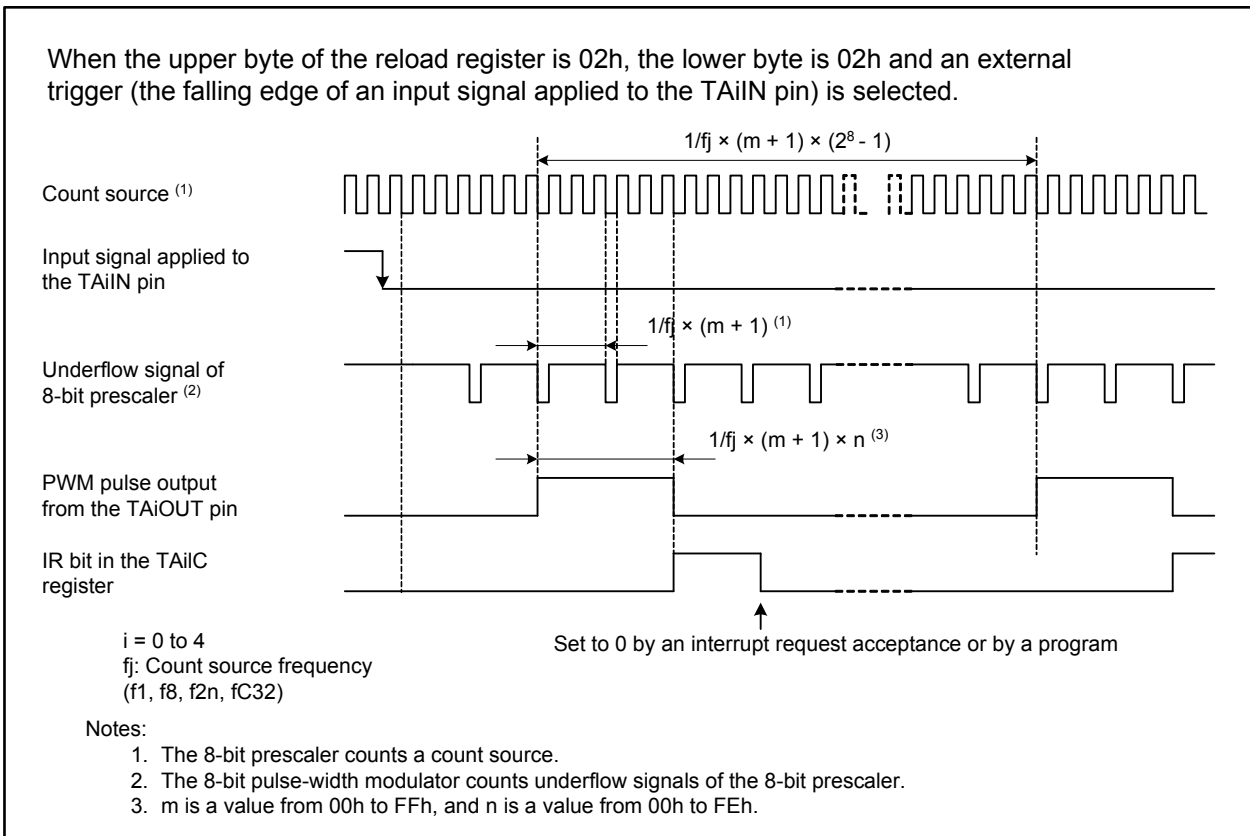 When the upper byte of the reload register is 02h, the lower byte is 02h and an external
trigger (the falling edge of an input signal applied to the TAiIN pin) is selected.
1/fj × (m + 1) × (2⁸ - 1)
Count source (1)
Input signal applied to
the TAiIN pin
1/fj × (m + 1) (1)
Underflow signal of
8-bit prescaler (2)
1/fj × (m + 1) × n (3)
PWM pulse output
from the TAiOUT pin
IR bit in the TAiIC
register
Set to 0 by an interrupt request acceptance or by a program
i = 0 to 4
fj: Count source frequency
(f1, f8, f2n, fC32)
Notes:
1. The 8-bit prescaler counts a count source.
2. The 8-bit pulse-width modulator counts underflow signals of the 8-bit prescaler.
3. m is a value from 00h to FFh, and n is a value from 00h to FEh.